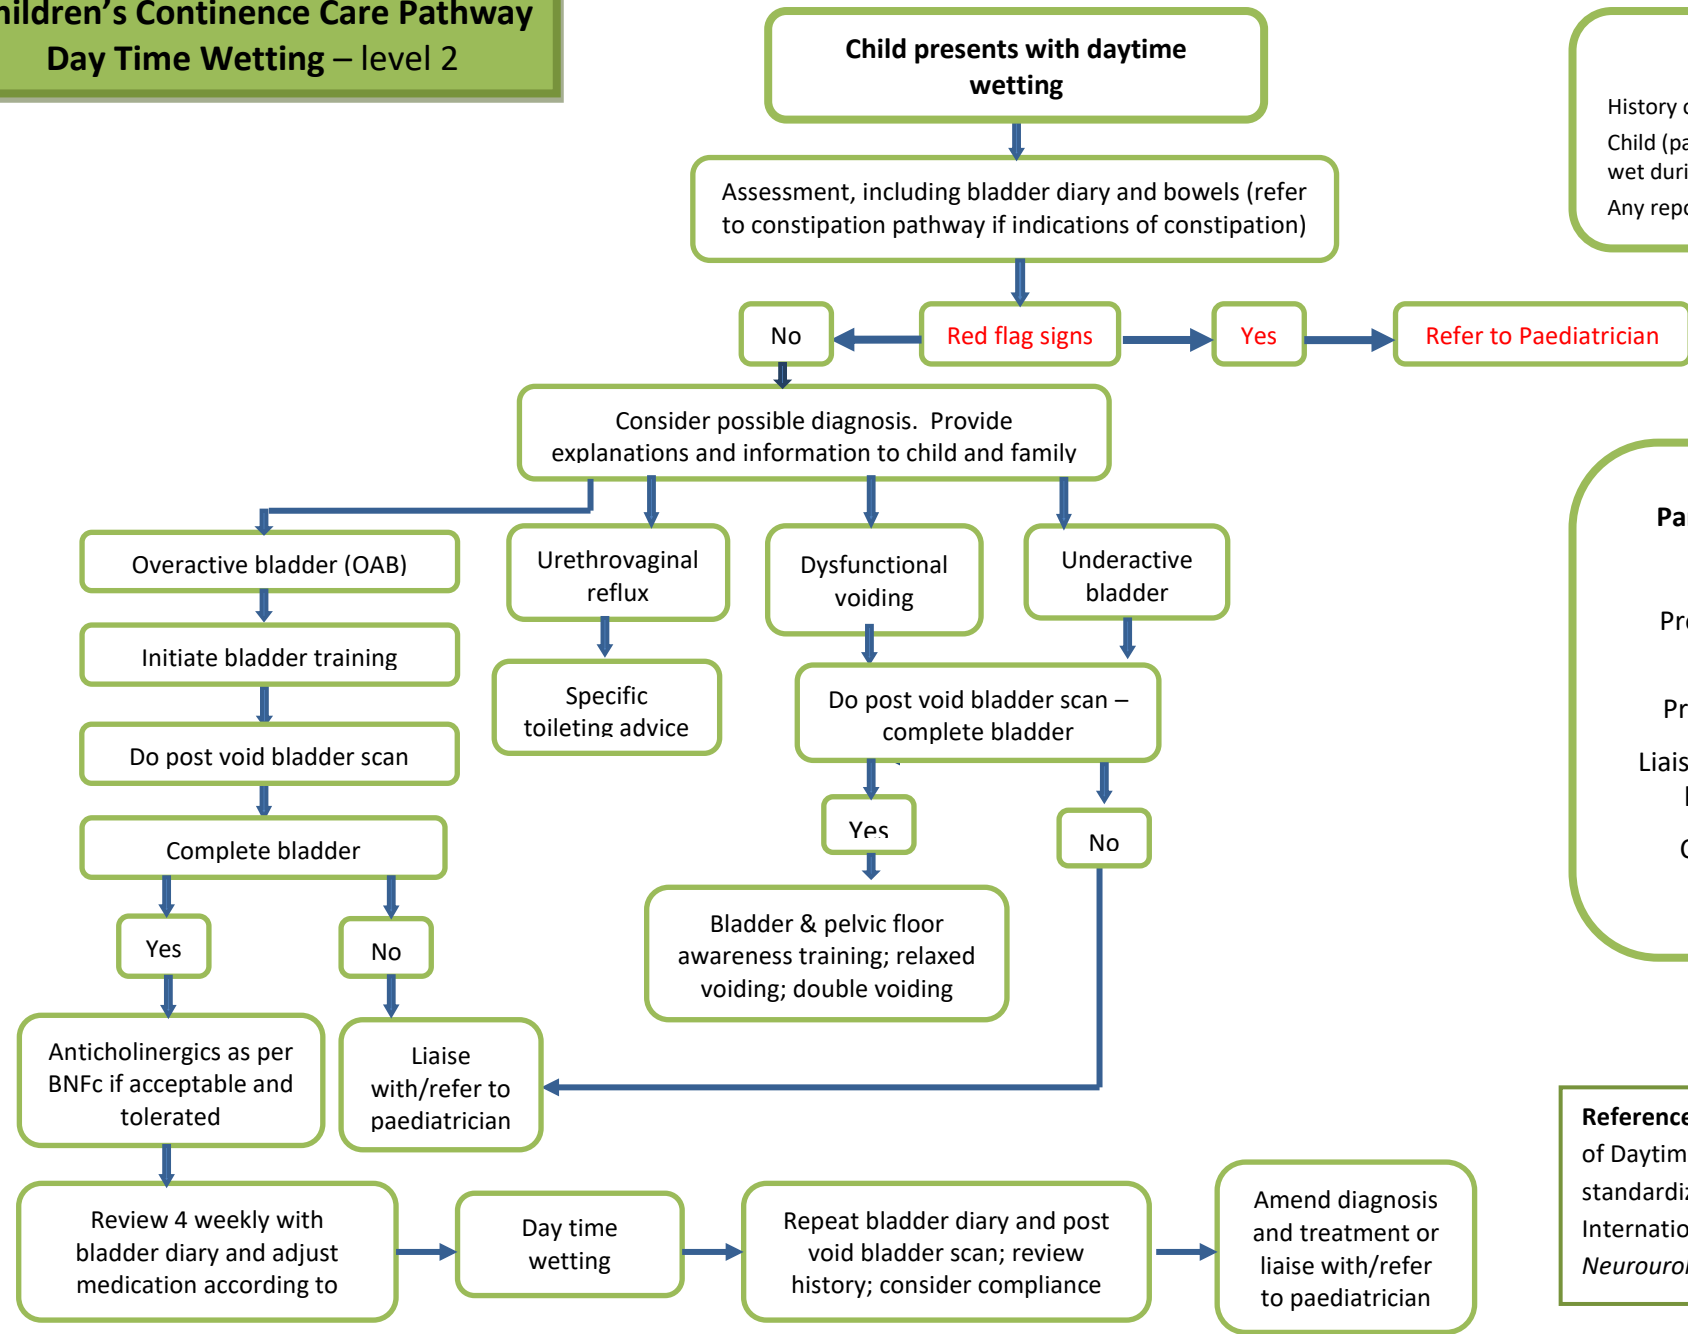 Children's Continence Care Pathway
Day Time Wetting – level 2
Child presents with daytime
wetting
History
Child
wet
Any
Assessment, including bladder diary and bowels (refer
to constipation pathway if indications of constipation)
No
Red flag signs
Yes
Refer to Paediatrician
Consider possible diagnosis. Provide
explanations and information to child and family
Overactive bladder (OAB)
Urethrovaginal
reflux
Dysfunctional
voiding
Underactive
bladder
Initiate bladder training
Specific
toileting advice
Do post void bladder scan –
complete bladder
Do post void bladder scan
Complete bladder
Yes
No
Yes
No
Bladder & pelvic floor
awareness training; relaxed
voiding; double voiding
Anticholinergics as per
BNFc if acceptable and
tolerated
Liaise
with/refer to
paediatrician
Review 4 weekly with
bladder diary and adjust
medication according to
Day time
wetting
Repeat bladder diary and post
void bladder scan; review
history; consider compliance
Amend diagnosis
and treatment or
liaise with/refer
to paediatrician
Reference
of